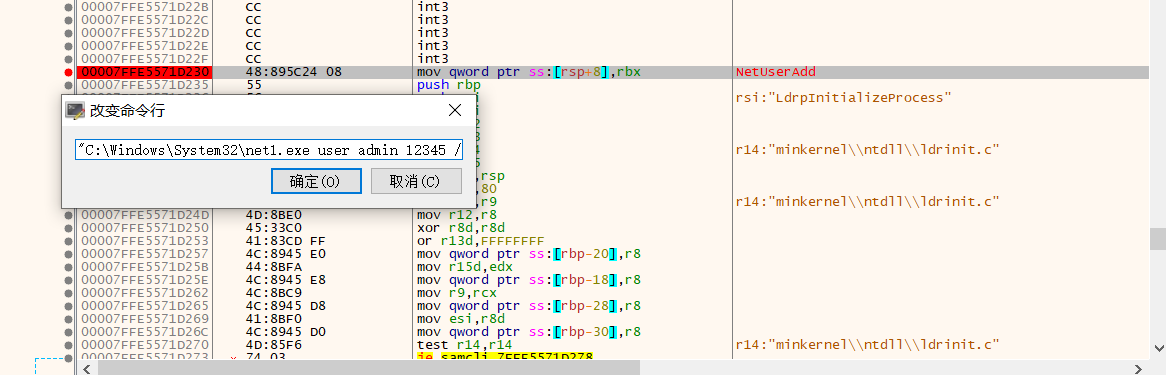 00007FFE5571D22B CC int3
00007FFE5571D22C CC int3
00007FFE5571D22D CC int3
00007FFE5571D22E CC int3
00007FFE5571D22F CC int3
00007FFE5571D230 48:895C24 08 mov qword ptr ss:[rsp+8],rbx NetUserAdd
00007FFE5571D235 55 push rbp
rsi:"LdrpInitializeProcess"
改变命令行
"C:\Windows\System32\net1.exe user admin 12345 /
确定(O) 取消(C)
r14:"minkernel\\ntdll\\ldrinit.c"
,rsp
,80
,r9 r14:"minkernel\\ntdll\\ldrinit.c"
00007FFE5571D24D 4D:8BE0 mov r12,r8
00007FFE5571D250 45:33C0 xor r8d,r8d
00007FFE5571D253 41:83CD FF or r13d,FFFFFFFF
00007FFE5571D257 4C:8945 E0 mov qword ptr ss:[rbp-20],r8
00007FFE5571D25B 44:8BFA mov r15d,edx
00007FFE5571D25E 4C:8945 E8 mov qword ptr ss:[rbp-18],r8
00007FFE5571D262 4C:8BC9 mov r9,rcx
00007FFE5571D265 4C:8945 D8 mov qword ptr ss:[rbp-28],r8
00007FFE5571D269 41:8BF0 mov esi,r8d
00007FFE5571D26C 4C:8945 D0 mov qword ptr ss:[rbp-30],r8
00007FFE5571D270 4D:85F6 test r14,r14 r14:"minkernel\\ntdll\\ldrinit.c"
00007FFE5571D273 74 03 je samcli.7FFE5571D278